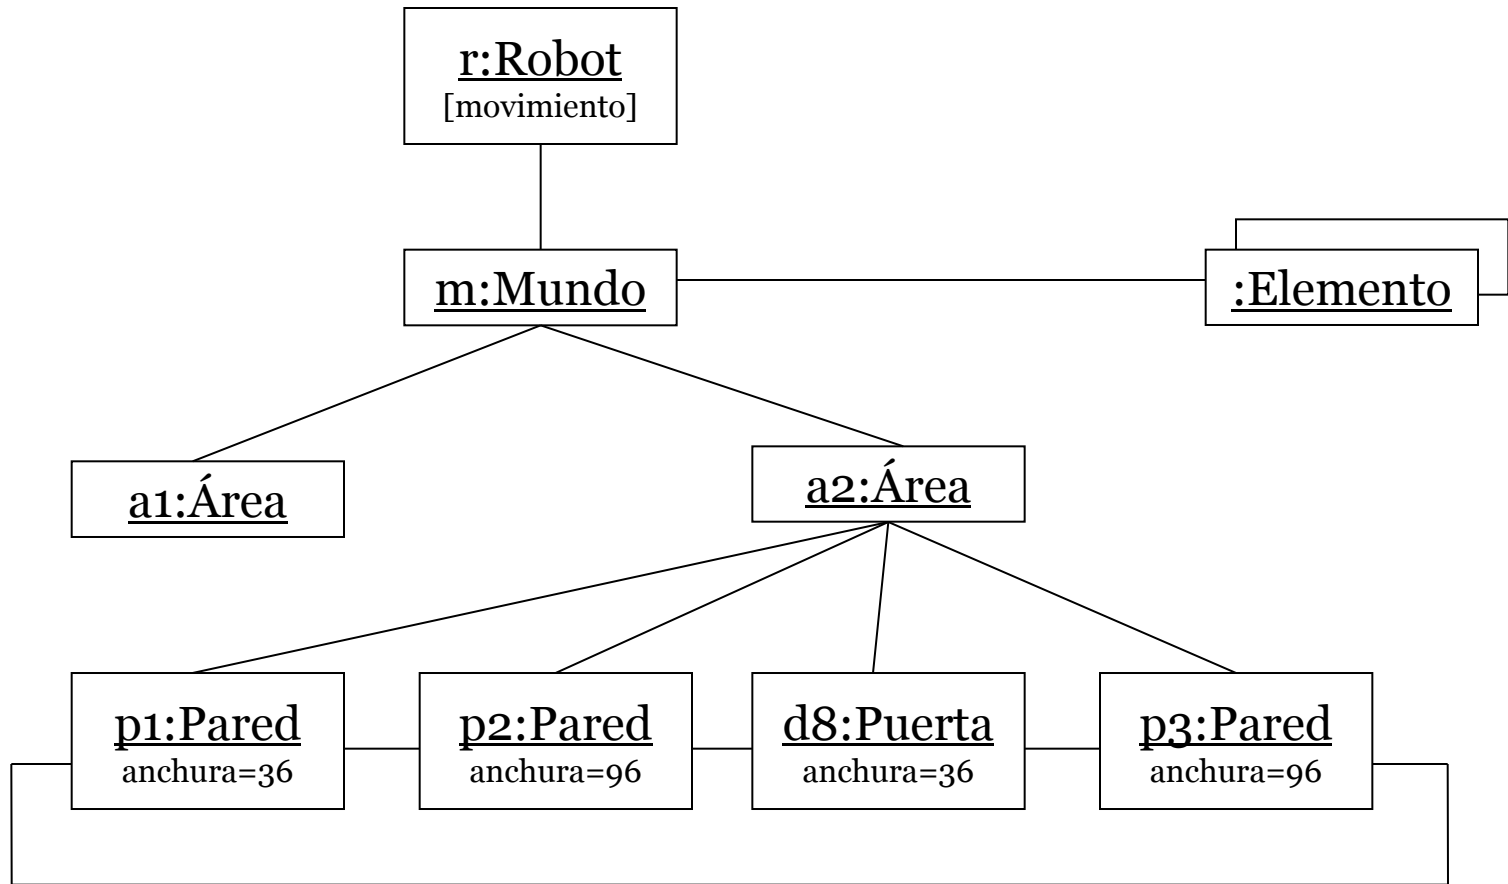 r:Robot
[movimiento]
m:Mundo
:Elemento
a1:Área
a2:Área
p1:Pared
anchura=36
p2:Pared
anchura=96
d8:Puerta
anchura=36
p3:Pared
anchura=96